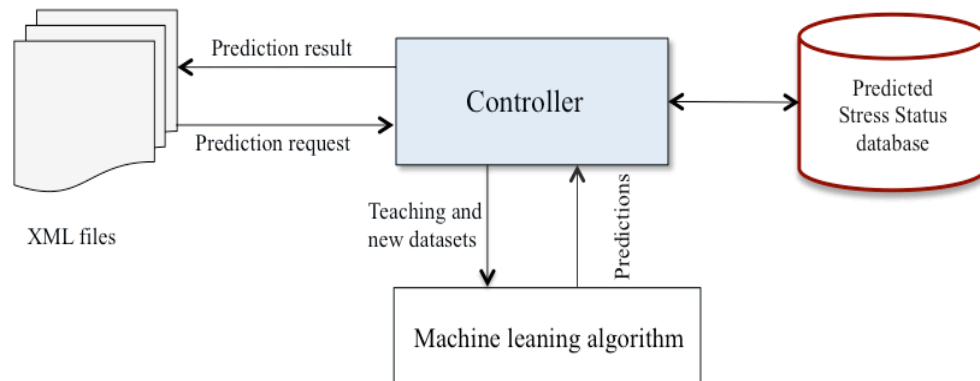 Prediction result
Controller
Prediction request
XML files
Predicted
Stress Status
database
Teaching and
new datasets
Predictions
Machine leaning algorithm